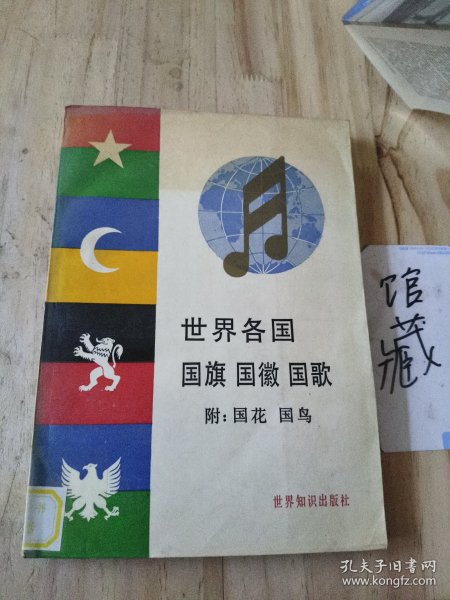 世界各国
国旗 国徽 国歌
附：国花 国鸟
世界知识出版社
馆藏
孔夫子旧书网
www.kongfz.com